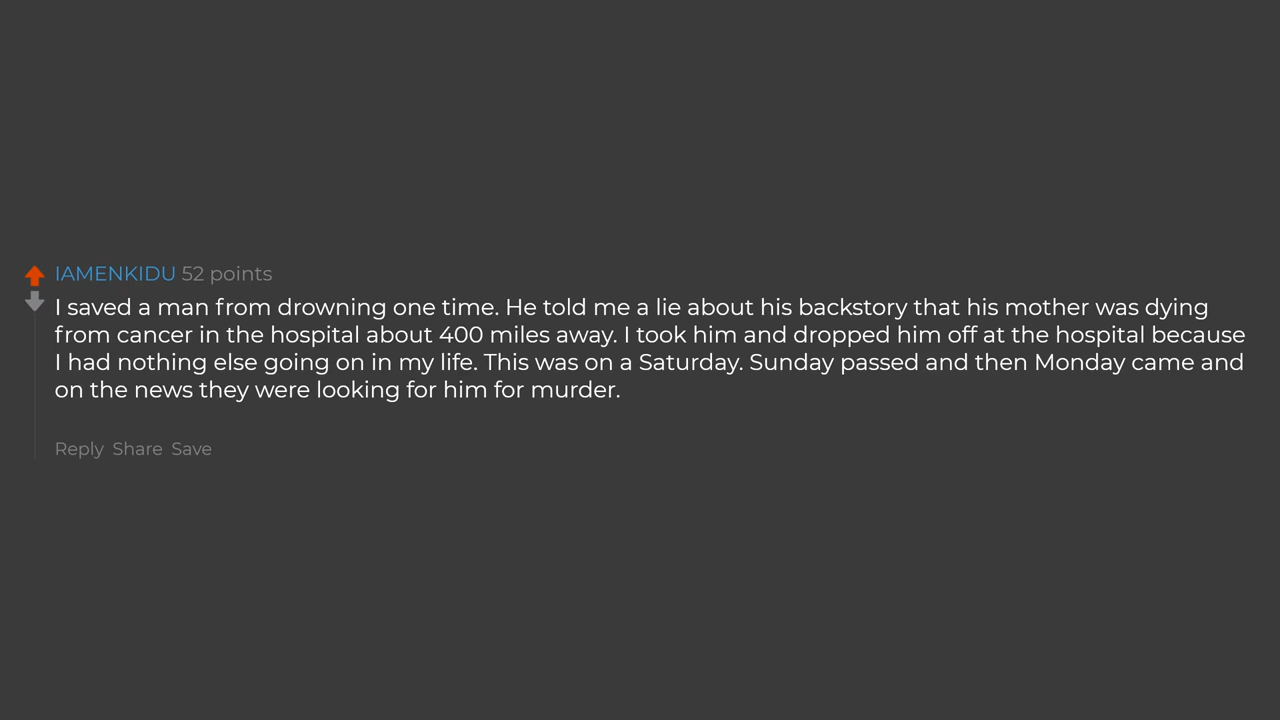 IAMENKIDU 52 points
I saved a man from drowning one time. He told me a lie about his backstory that his mother was dying
from cancer in the hospital about 400 miles away. I took him and dropped him off at the hospital because
I had nothing else going on in my life. This was on a Saturday. Sunday passed and then Monday came and
on the news they were looking for him for murder.
Reply Share Save